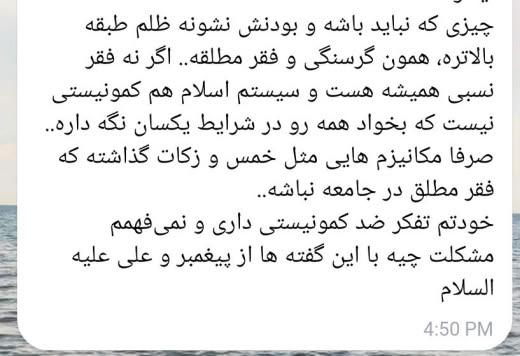 چیزی که نباید باشه و بودنش نشونه ظلم طبقه
بالاتره، همون گرسنگی و فقر مطلقه.. اگر نه فقر
نسبی همیشه هست و سیستم اسلام هم کمونیستی
نیست که بخواد همه رو در شرایط یکسان نگه داره..
صرفا مکانیزم هایی مثل خمس و زکات گذاشته که
فقر مطلق در جامعه نباشه..
خودتم تفکر ضد کمونیستی داری و نمی‌فهمم
مشکلت چیه با این گفته ها از پیغمبر و علی علیه
السلام
4:50 PM